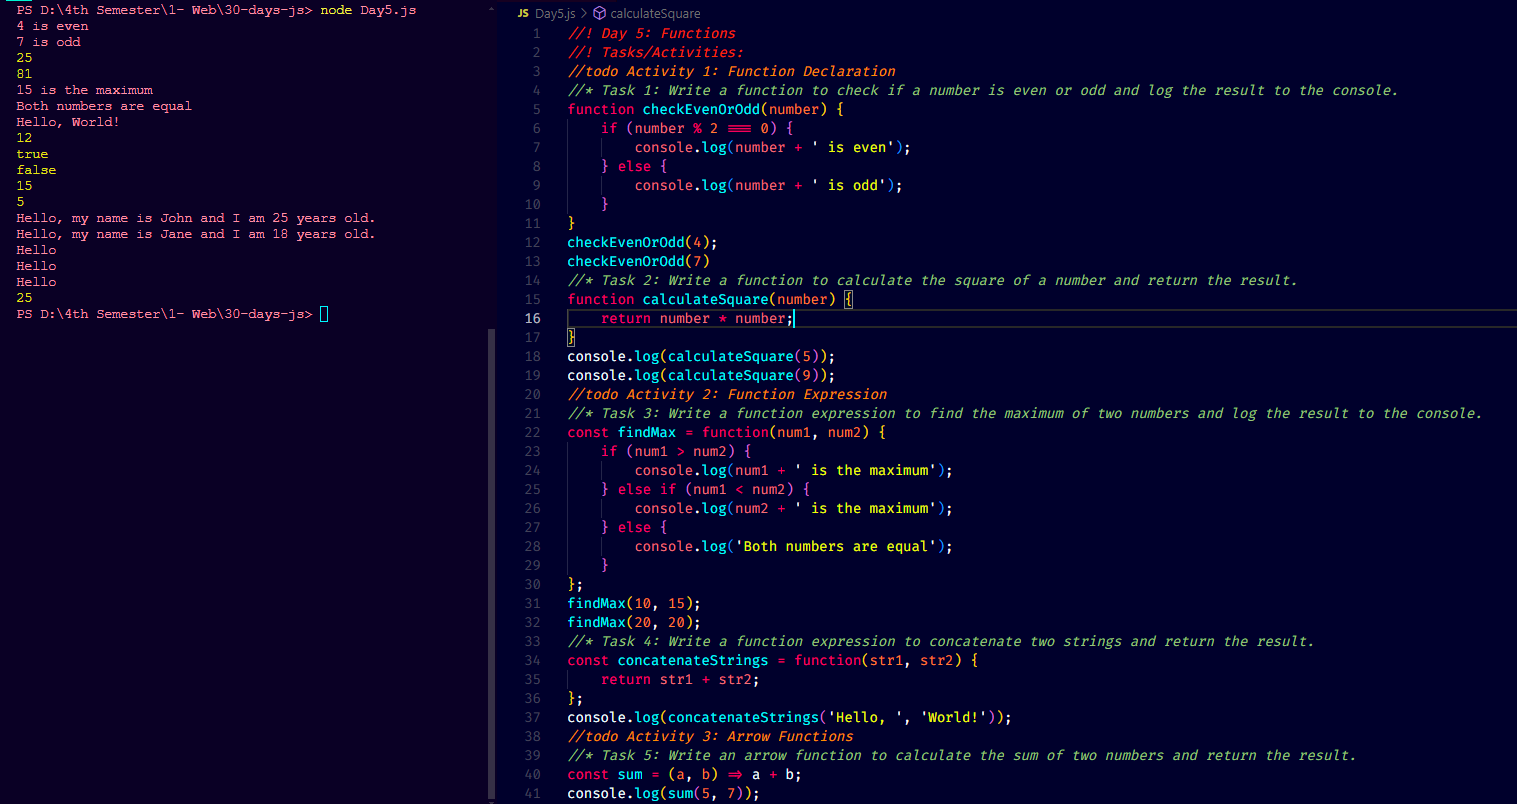 PS D:\4th Semester\1- Web\30-days-js> node Day5.js
4 is even
7 is odd
25
81
15 is the maximum
Both numbers are equal
Hello, World!
12
true
false
15
5
Hello, my name is John and I am 25 years old.
Hello, my name is Jane and I am 18 years old.
Hello
Hello
Hello
25
PS D:\4th Semester\1- Web\30-days-js>
JS Day5.js > calculateSquare
1 //! Day 5: Functions
2 //! Tasks/Activities:
3 //todo Activity 1: Function Declaration
4 //* Task 1: Write a function to check if a number is even or odd and log the result to the console.
5 function checkEvenOrOdd(number) {
6 if (number % 2 === 0) {
7 console.log(number + ' is even');
8 } else {
9 console.log(number + ' is odd');
10 }
11 }
12 checkEvenOrOdd(4);
13 checkEvenOrOdd(7)
14 //* Task 2: Write a function to calculate the square of a number and return the result.
15 function calculateSquare(number) {
16 return number * number;
17 }
18 console.log(calculateSquare(5));
19 console.log(calculateSquare(9));
20 //todo Activity 2: Function Expression
21 //* Task 3: Write a function expression to find the maximum of two numbers and log the result to the console.
22 const findMax = function(num1, num2) {
23 if (num1 > num2) {
24 console.log(num1 + ' is the maximum');
25 } else if (num1 < num2) {
26 console.log(num2 + ' is the maximum');
27 } else {
28 console.log('Both numbers are equal');
29 }
30 };
31 findMax(10, 15);
32 findMax(20, 20);
33 //* Task 4: Write a function expression to concatenate two strings and return the result.
34 const concatenateStrings = function(str1, str2) {
35 return str1 + str2;
36 };
37 console.log(concatenateStrings('Hello, ', 'World!'));
38 //todo Activity 3: Arrow Functions
39 //* Task 5: Write an arrow function to calculate the sum of two numbers and return the result.
40 const sum = (a, b) => a + b;
41 console.log(sum(5, 7));